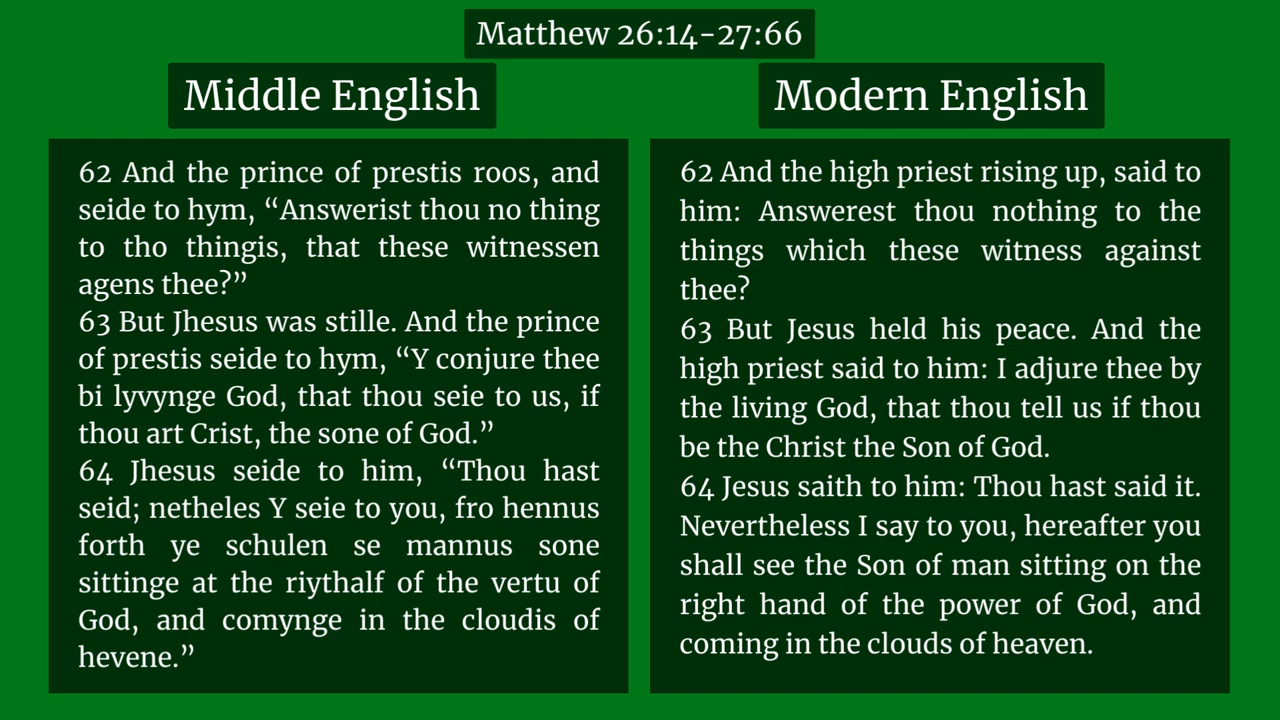 Matthew 26:14-27:66
Middle English
62 And the prince of prestis roos, and
seide to hym, “Answerist thou no thing
to tho thingis, that these witnessen
agens thee?”
63 But Jhesus was stille. And the prince
of prestis seide to hym, “Y conjure thee
bi lyvynge God, that thou seie to us, if
thou art Crist, the sone of God.”
64 Jhesus seide to him, “Thou hast
seid; netheles Y seie to you, fro hennus
forth ye schulen se mannus sone
sittinge at the riythalf of the vertu of
God, and comynge in the cloudis of
hevene.”
Modern English
62 And the high priest rising up, said to
him: Answerest thou nothing to the
things which these witness against
thee?
63 But Jesus held his peace. And the
high priest said to him: I adjure thee by
the living God, that thou tell us if thou
be the Christ the Son of God.
64 Jesus saith to him: Thou hast said it.
Nevertheless I say to you, hereafter you
shall see the Son of man sitting on the
right hand of the power of God, and
coming in the clouds of heaven.